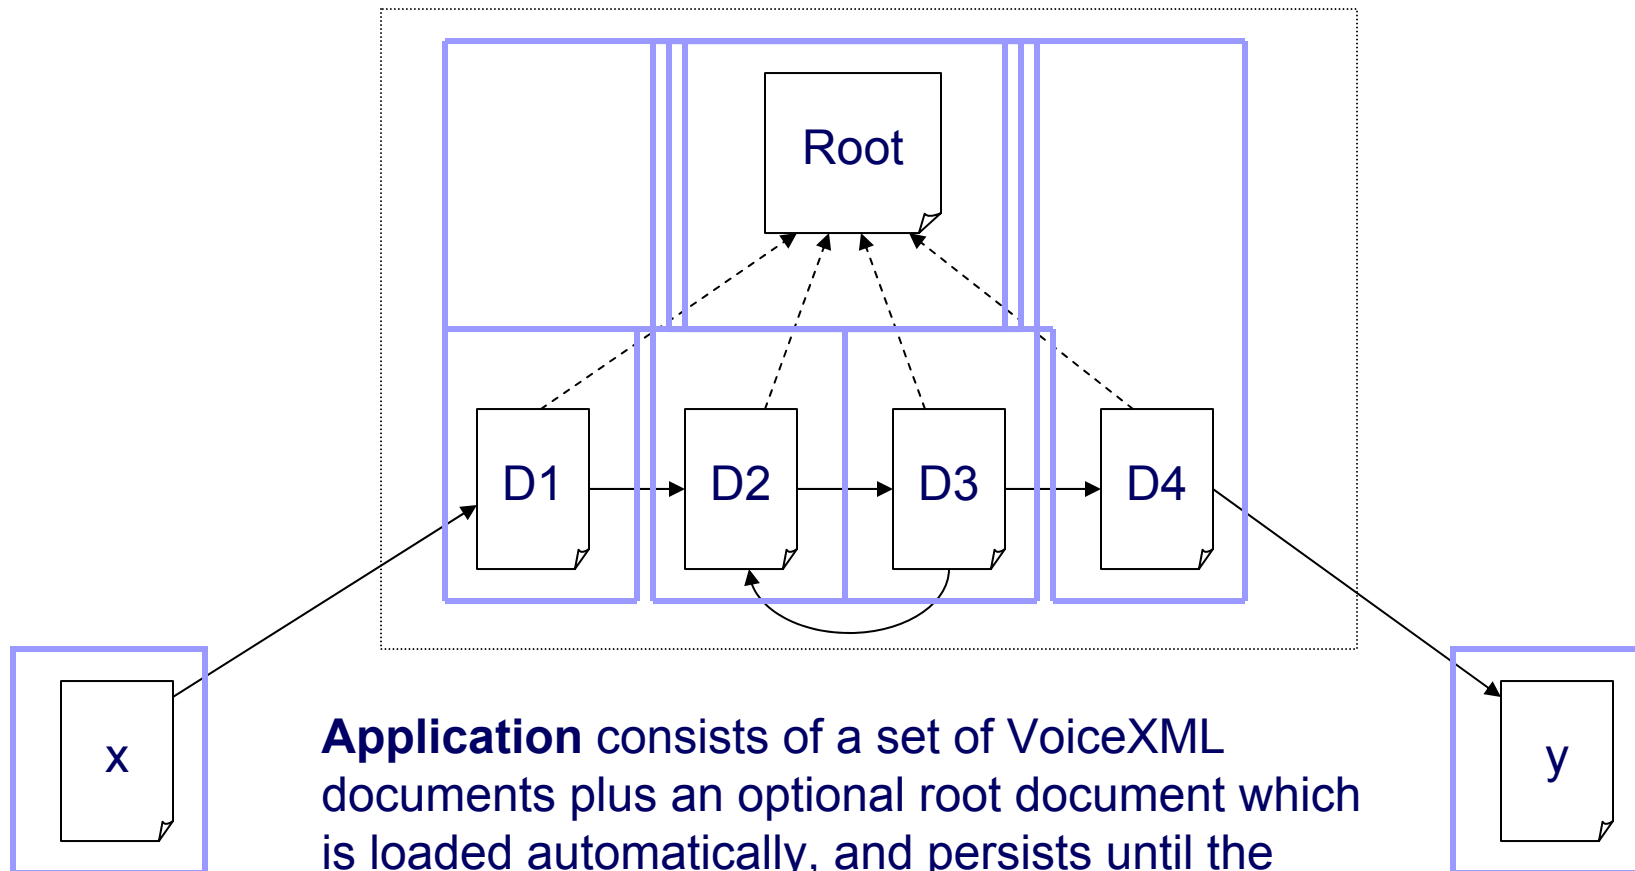 Root
D1 D2 D3 D4
x
y
Application consists of a set of VoiceXML
documents plus an optional root document which
is loaded automatically, and persists until the